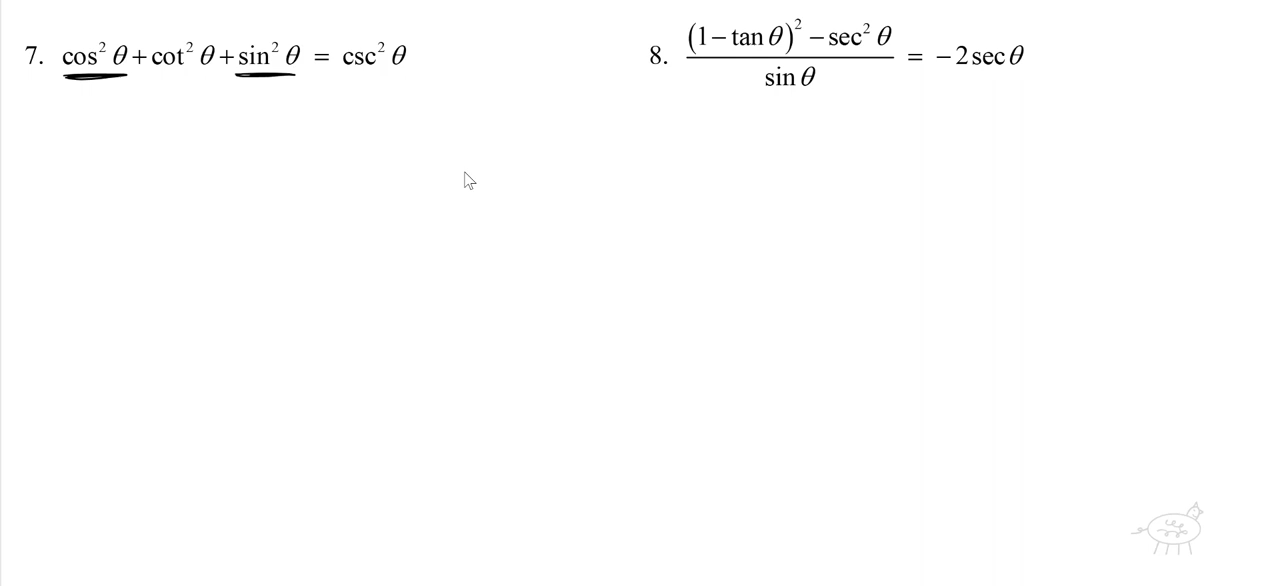 7. cos² θ + cot² θ + sin² θ = csc² θ
8. (1 − tan θ)² − sec² θ / sin θ = −2 sec θ